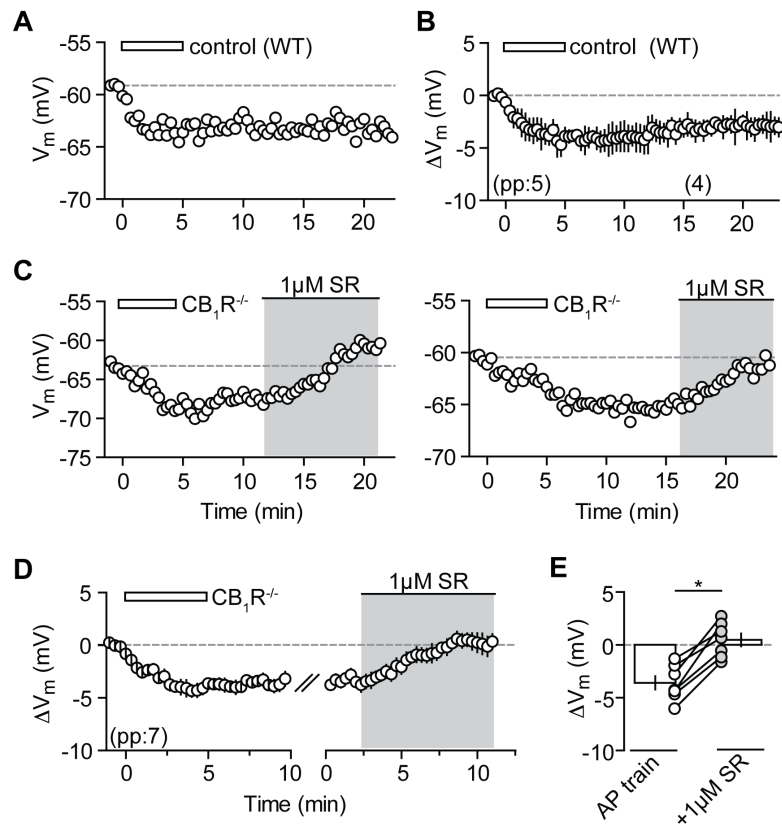 A
-55
-60
-65
-70
Vm (mV)
control (WT)
0 5 10 15 20
B
5
0
-5
-10
ΔVm (mV)
control (WT)
(pp:5) (4)
0 5 10 15 20
C
-55
-60
-65
-70
-75
Vm (mV)
CB1R-/-
1μM SR
0 5 10 15 20
Time (min)
-55
-60
-65
-70
CB1R-/-
1μM SR
0 5 10 15 20
Time (min)
D
5
0
-5
-10
ΔVm (mV)
CB1R-/-
1μM SR
(pp:7)
0 5 10 0 5 10
Time (min)
E
5
0
-5
-10
ΔVm (mV)
*
AP train
+1μM SR